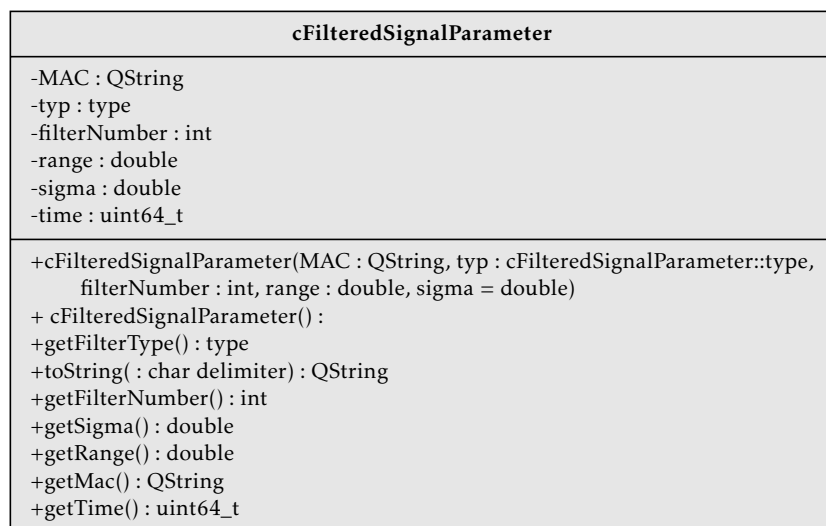 cFilteredSignalParameter
-MAC : QString
-typ : type
-filterNumber : int
-range : double
-sigma : double
-time : uint64_t
+cFilteredSignalParameter(MAC : QString, typ : cFilteredSignalParameter::type,
filterNumber : int, range : double, sigma = double)
+ cFilteredSignalParameter() :
+getFilterType() : type
+toString( : char delimiter) : QString
+getFilterNumber() : int
+getSigma() : double
+getRange() : double
+getMac() : QString
+getTime() : uint64_t